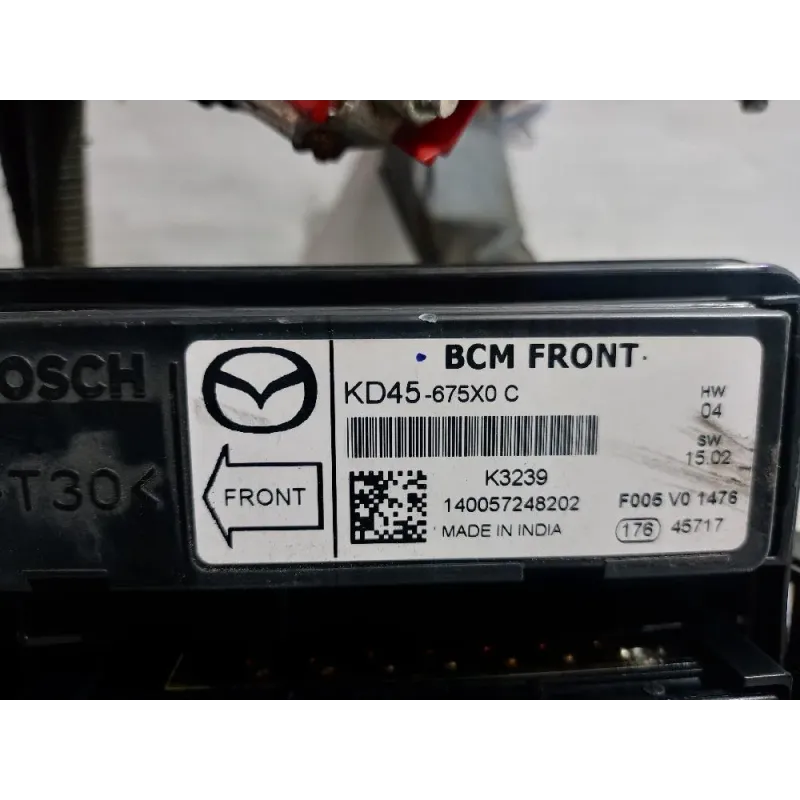 OSCH
T30<
BCM FRONT
KD45-675X0 C
HW
04
SW
15.02
K3239
140057248202
MADE IN INDIA
F005 V0 1476
176 45717
FRONT